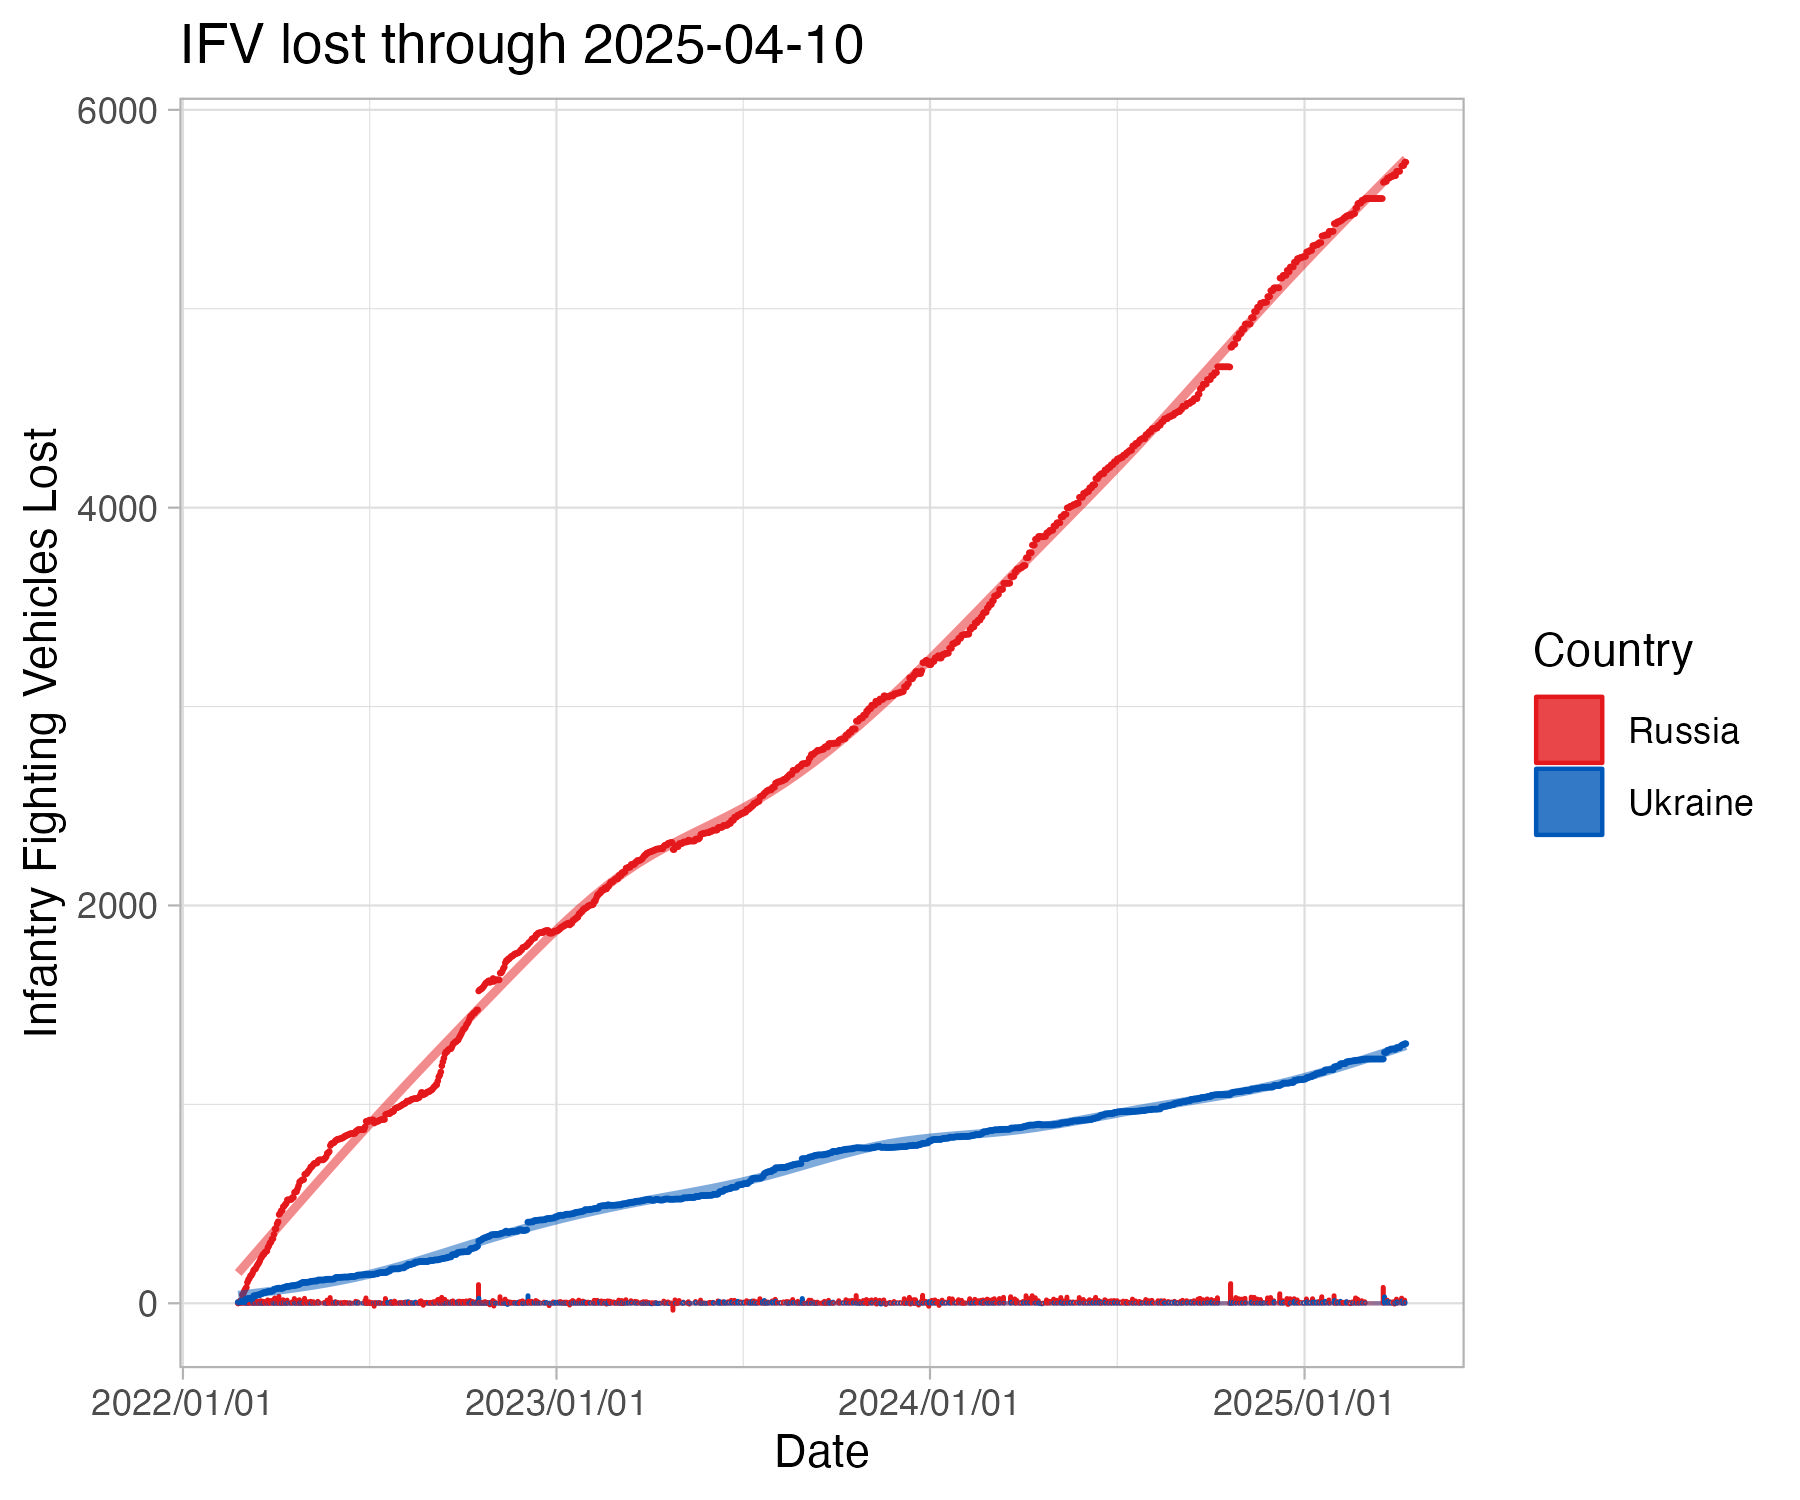 IFV lost through 2025-04-10
Infantry Fighting Vehicles Lost
6000
4000
2000
0
2022/01/01
2023/01/01
2024/01/01
2025/01/01
Date
Country
Russia
Ukraine